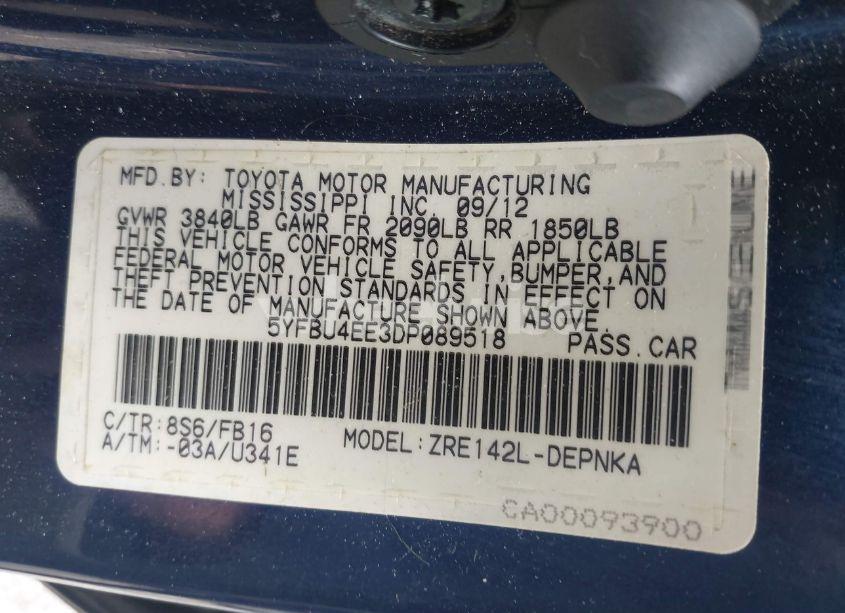 MFD.BY: TOYOTA MOTOR MANUFACTURING
MISSISSIPPI INC. 09/12
GVWR 3840LB GAWR FR 2090LB RR 1850LB
THIS VEHICLE CONFORMS TO ALL APPLICABLE
FEDERAL MOTOR VEHICLE SAFETY,BUMPER,AND
THEFT PREVENTION STANDARDS IN EFFECT ON
THE DATE OF MANUFACTURE SHOWN ABOVE.
5YFBU4EE3DP089518 PASS.CAR
C/TR:8S6/FB16 MODEL:ZRE142L-DEPNKA
A/TM:-03A/U341E
CA00093900